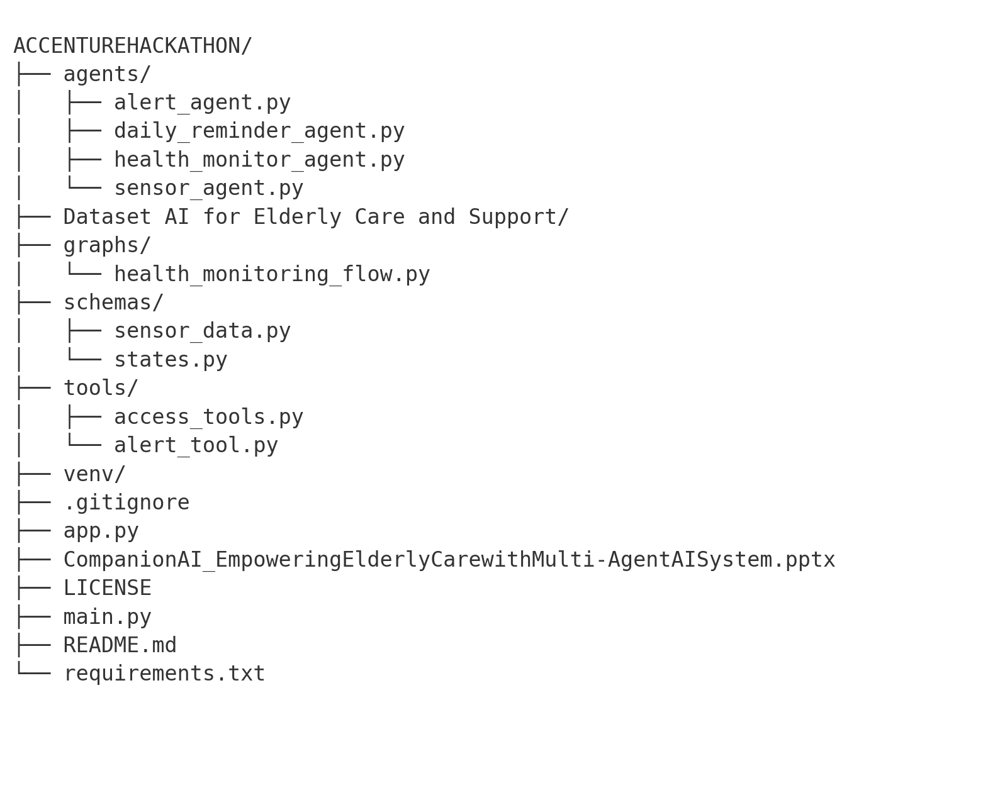 ACCENTUREHACKATHON/
├── agents/
│   ├── alert_agent.py
│   ├── daily_reminder_agent.py
│   ├── health_monitor_agent.py
│   └── sensor_agent.py
├── Dataset AI for Elderly Care and Support/
├── graphs/
│   └── health_monitoring_flow.py
├── schemas/
│   ├── sensor_data.py
│   └── states.py
├── tools/
│   ├── access_tools.py
│   └── alert_tool.py
├── venv/
├── .gitignore
├── app.py
├── CompanionAI_EmpoweringElderlyCarewithMulti-AgentAISystem.pptx
├── LICENSE
├── main.py
├── README.md
└── requirements.txt